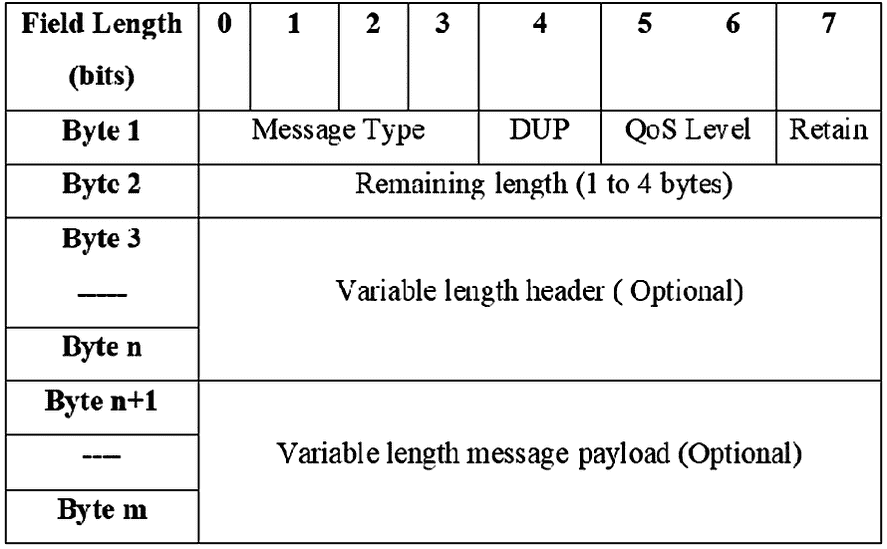 Field Length (bits) 0 1 2 3 4 5 6 7
Byte 1 Message Type DUP QoS Level Retain
Byte 2 Remaining length (1 to 4 bytes)
Byte 3
-----
Variable length header ( Optional)
Byte n
Byte n+1
----
Variable length message payload (Optional)
Byte m